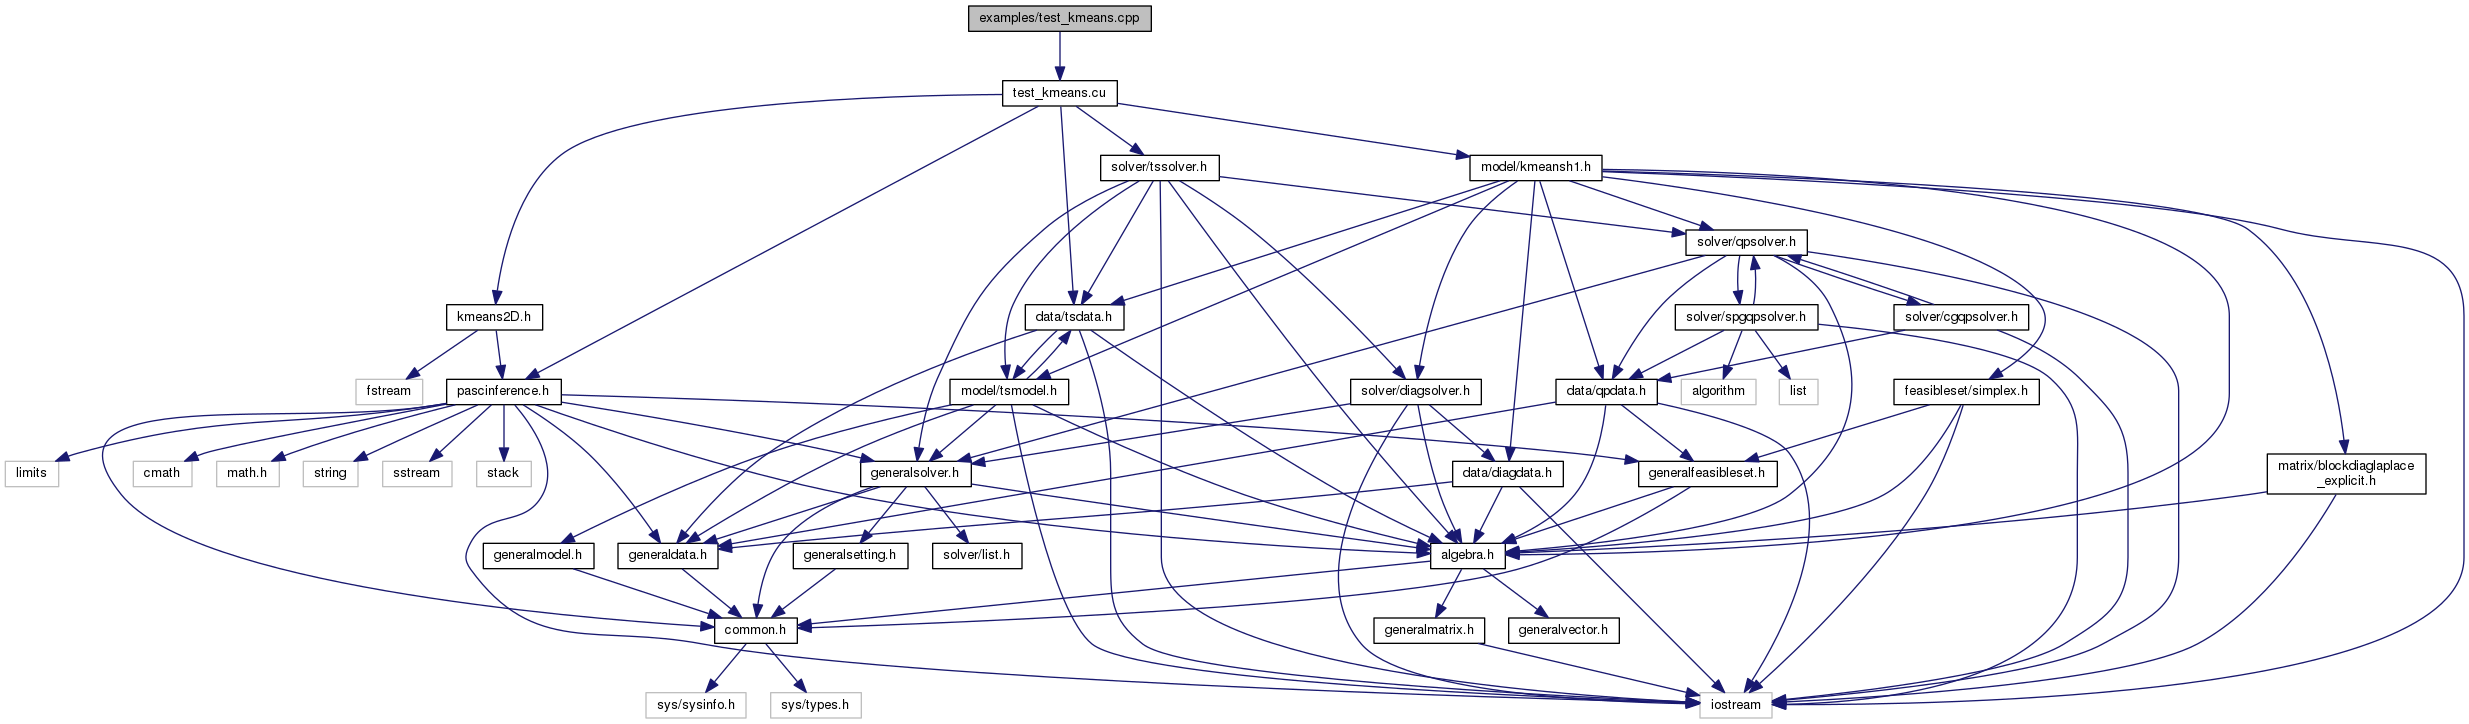 examples/test_kmeans.cpp
test_kmeans.cu
solver/tssolver.h
model/kmeansh1.h
solver/qpsolver.h
kmeans2D.h
data/tsdata.h
solver/spgqpsolver.h
solver/cgqpsolver.h
fstream
pascinference.h
model/tsmodel.h
solver/diagsolver.h
data/qpdata.h
algorithm
list
feasibleset/simplex.h
limits
cmath
math.h
string
sstream
stack
generalsolver.h
data/diagdata.h
generalfeasibleset.h
matrix/blockdiaglaplace
_explicit.h
generalmodel.h
generaldata.h
generalsetting.h
solver/list.h
algebra.h
common.h
generalmatrix.h
generalvector.h
sys/sysinfo.h
sys/types.h
iostream